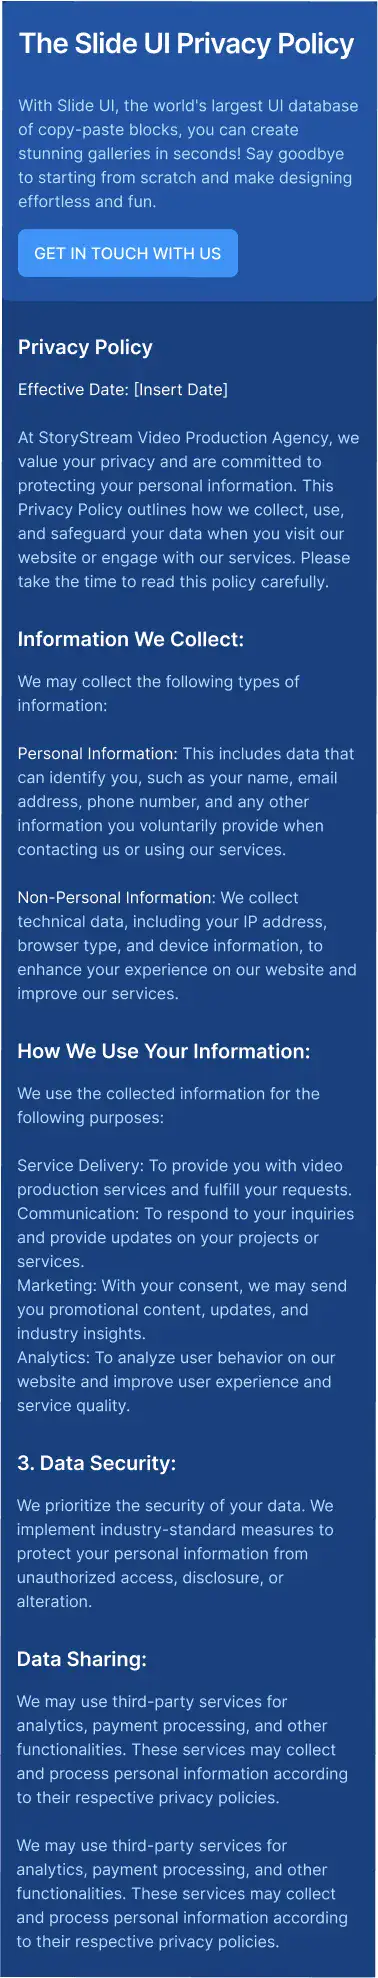 The Slide UI Privacy Policy
With Slide UI, the world's largest UI database
of copy-paste blocks, you can create
stunning galleries in seconds! Say goodbye
to starting from scratch and make designing
effortless and fun.
GET IN TOUCH WITH US
Privacy Policy
Effective Date: [Insert Date]
At StoryStream Video Production Agency, we
value your privacy and are committed to
protecting your personal information. This
Privacy Policy outlines how we collect, use,
and safeguard your data when you visit our
website or engage with our services. Please
take the time to read this policy carefully.
Information We Collect:
We may collect the following types of
information:
Personal Information: This includes data that
can identify you, such as your name, email
address, phone number, and any other
information you voluntarily provide when
contacting us or using our services.
Non-Personal Information: We collect
technical data, including your IP address,
browser type, and device information, to
enhance your experience on our website and
improve our services.
How We Use Your Information:
We use the collected information for the
following purposes:
Service Delivery: To provide you with video
production services and fulfill your requests.
Communication: To respond to your inquiries
and provide updates on your projects or
services.
Marketing: With your consent, we may send
you promotional content, updates, and
industry insights.
Analytics: To analyze user behavior on our
website and improve user experience and
service quality.
3. Data Security:
We prioritize the security of your data. We
implement industry-standard measures to
protect your personal information from
unauthorized access, disclosure, or
alteration.
Data Sharing:
We may use third-party services for
analytics, payment processing, and other
functionalities. These services may collect
and process personal information according
to their respective privacy policies.
We may use third-party services for
analytics, payment processing, and other
functionalities. These services may collect
and process personal information according
to their respective privacy policies.